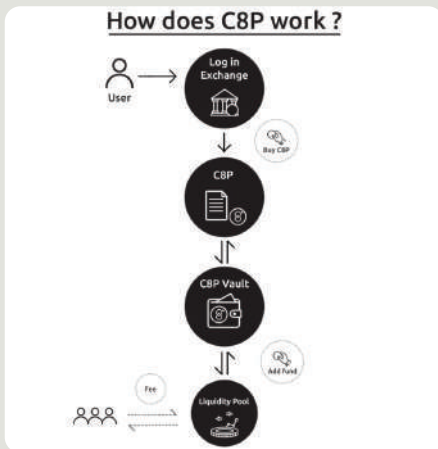 How does C8P work ?
Log in
Exchange
User
Buy C8P
C8P
C8P Vault
Add Fund
Fee
Liquidity Pool